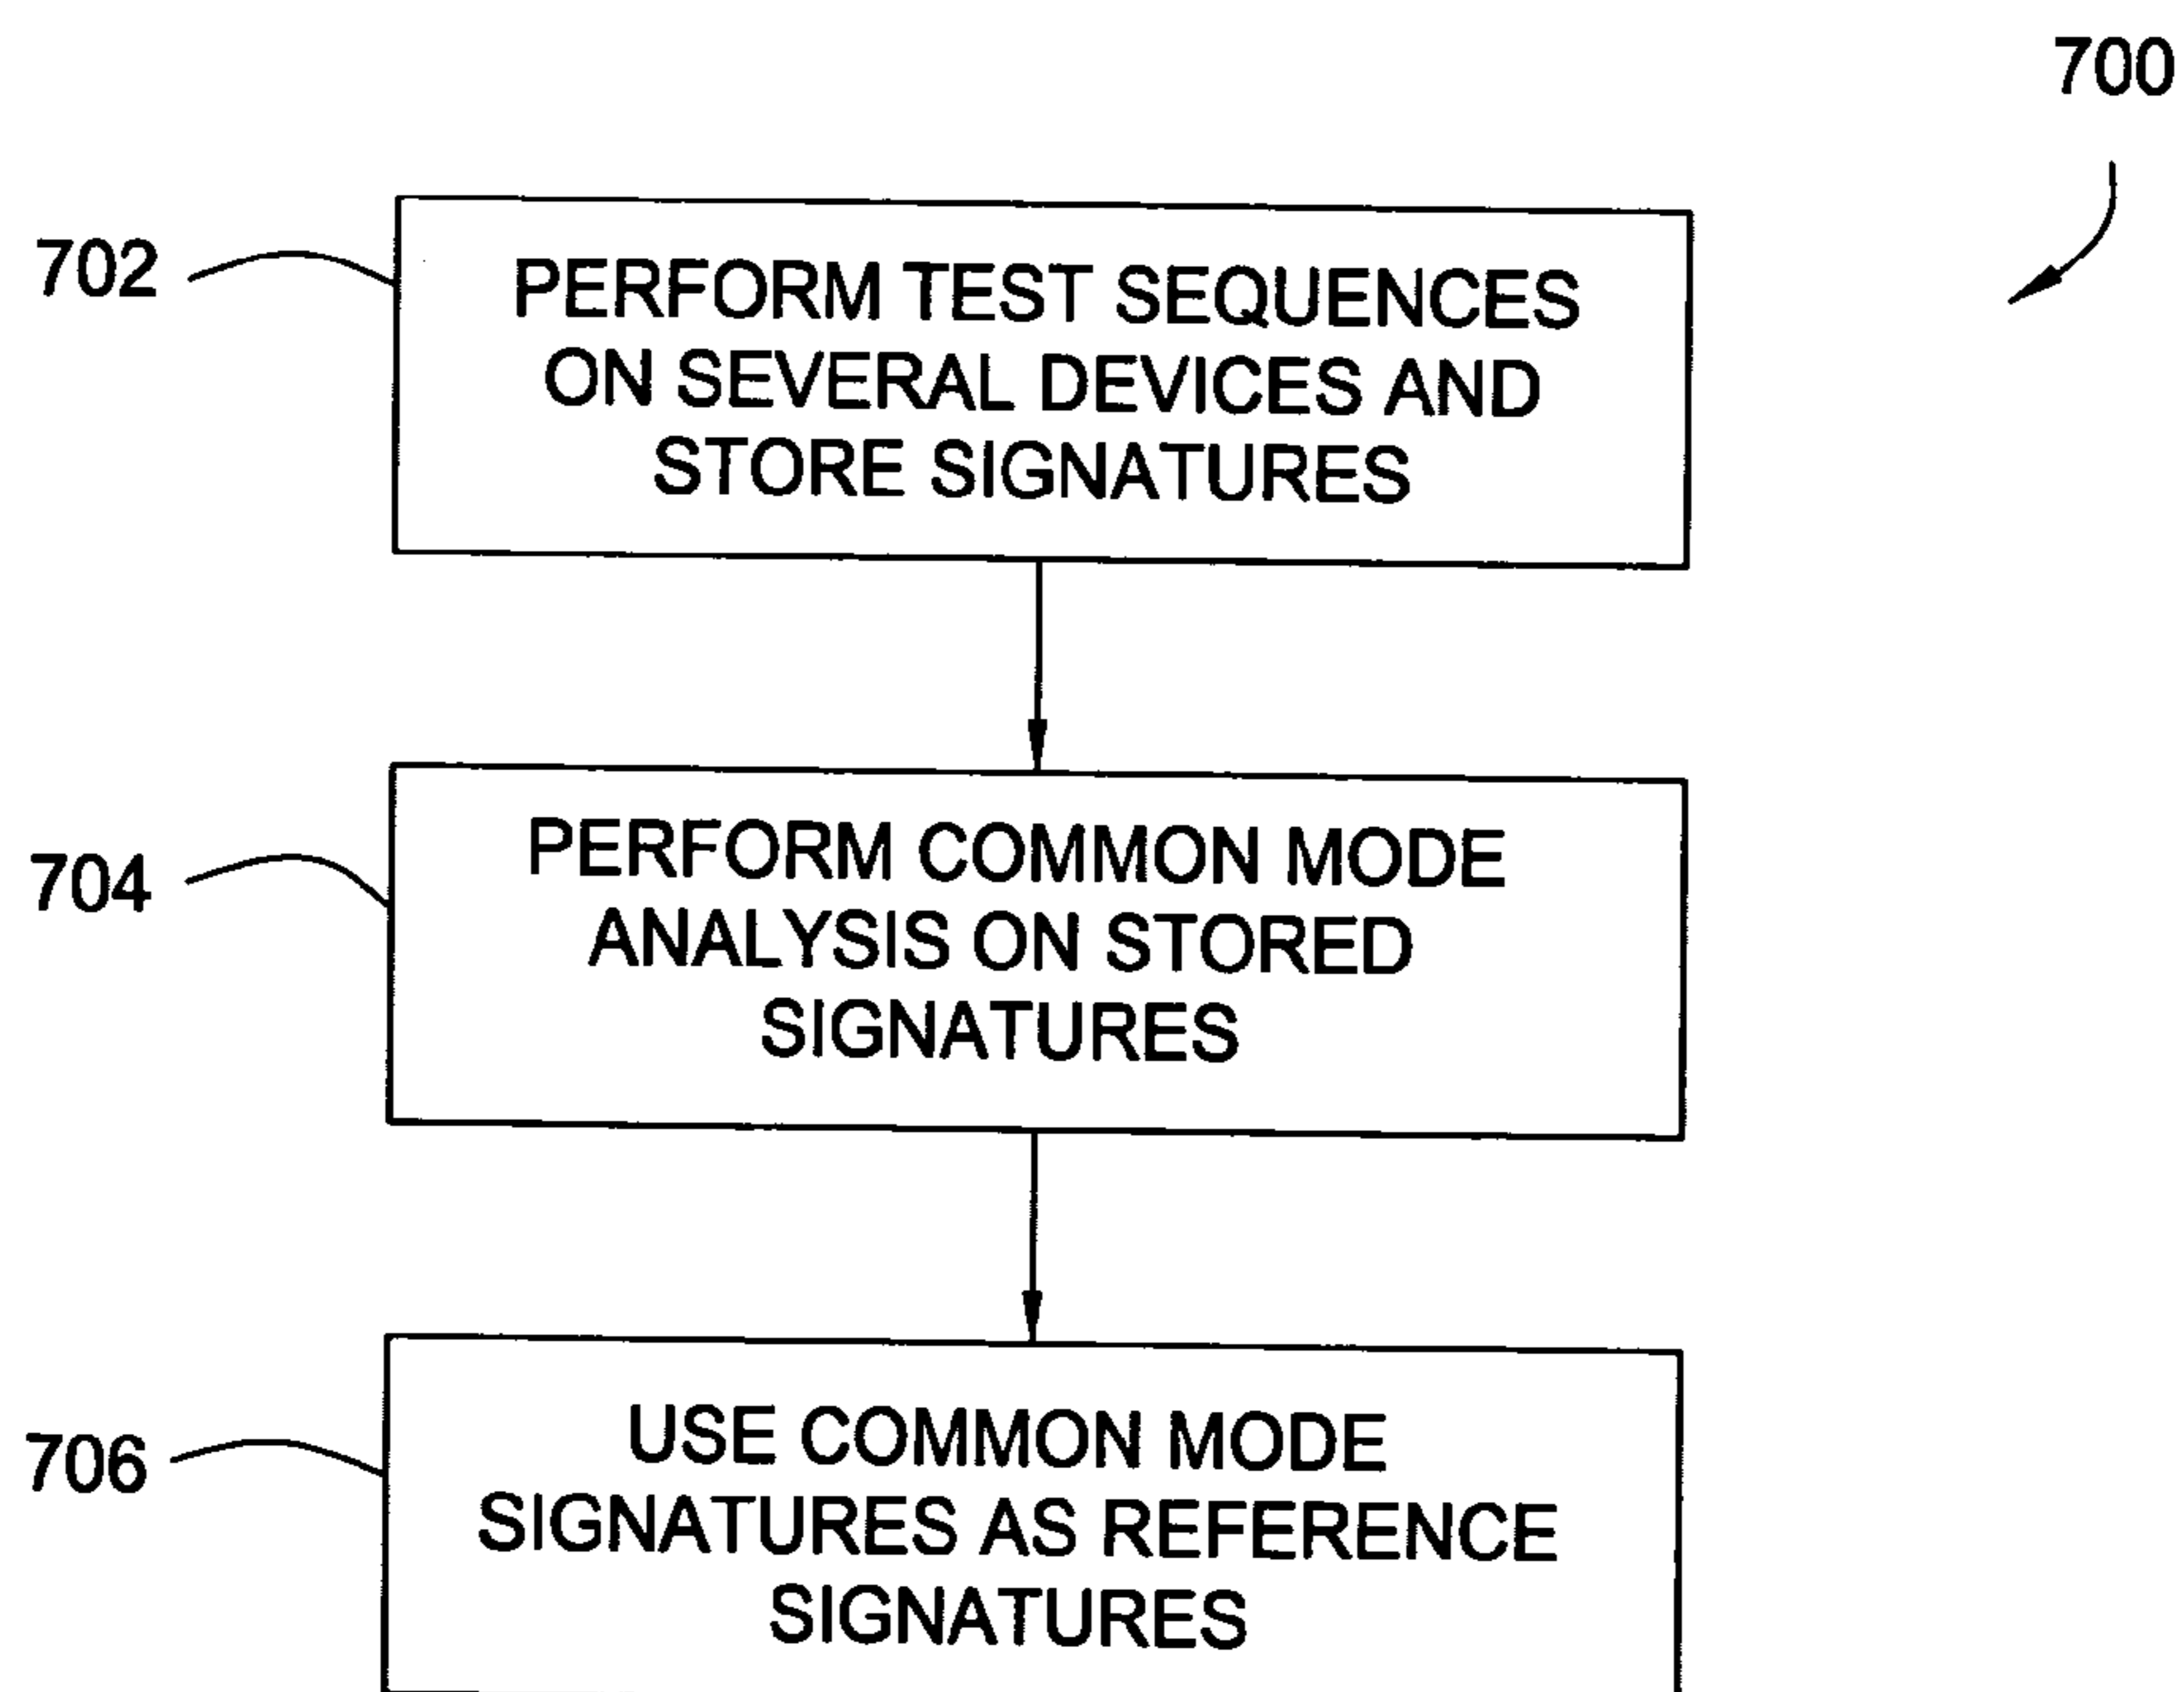 700
702
PERFORM TEST SEQUENCES
ON SEVERAL DEVICES AND
STORE SIGNATURES
704
PERFORM COMMON MODE
ANALYSIS ON STORED
SIGNATURES
706
USE COMMON MODE
SIGNATURES AS REFERENCE
SIGNATURES